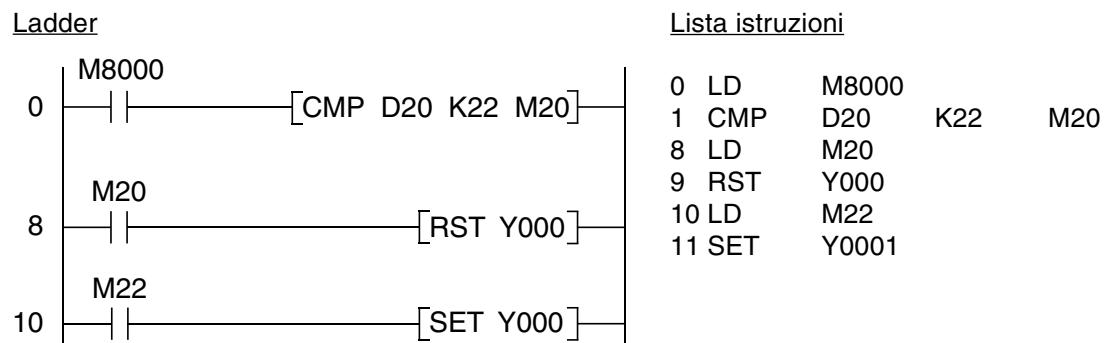 Ladder
M8000
0 CMP D20 K22 M20
M20
8 RST Y000
M22
10 SET Y000
Lista istruzioni
0 LD M8000
1 CMP D20 K22 M20
8 LD M20
9 RST Y000
10 LD M22
11 SET Y0001